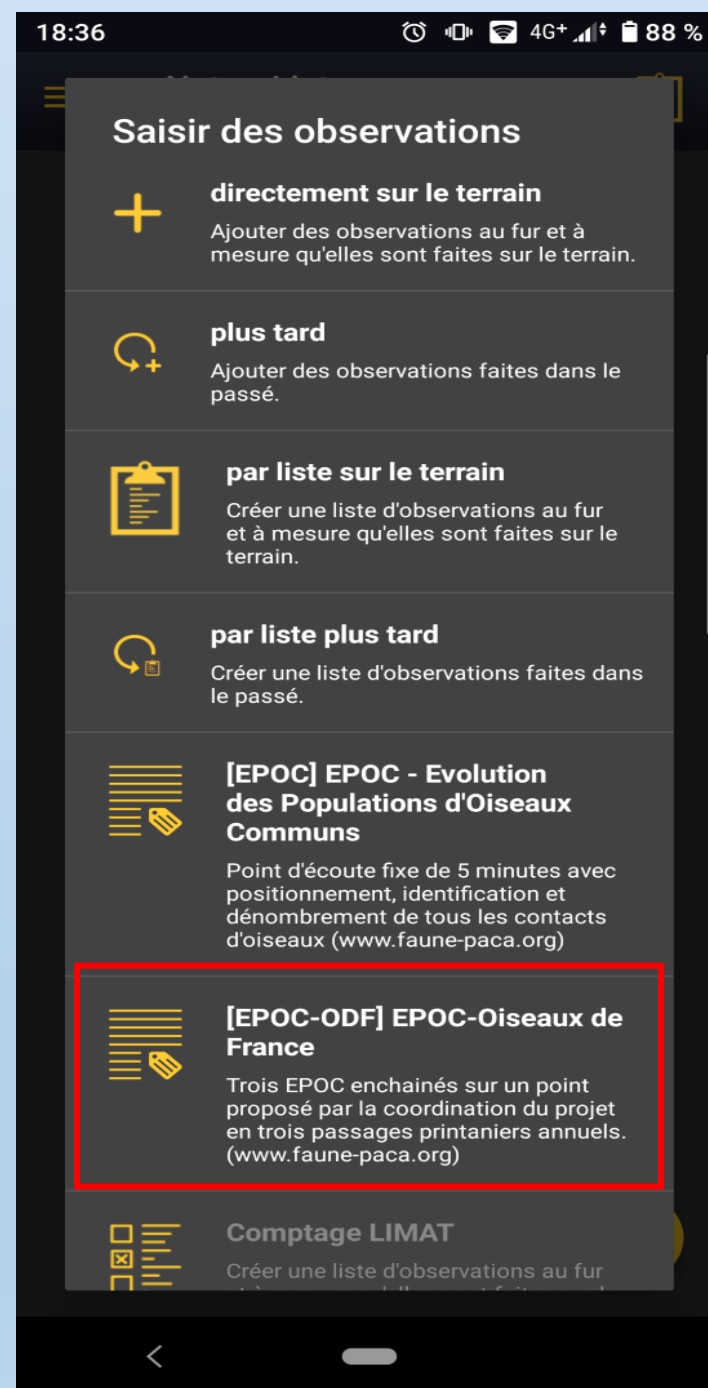 18:36 4G+ 88 %
Saisir des observations
directement sur le terrain
Ajouter des observations au fur et à
mesure qu'elles sont faites sur le terrain.
plus tard
Ajouter des observations faites dans le
passé.
par liste sur le terrain
Créer une liste d'observations au fur
et à mesure qu'elles sont faites sur le
terrain.
par liste plus tard
Créer une liste d'observations faites dans
le passé.
[EPOC] EPOC - Evolution
des Populations d'Oiseaux
Communs
Point d'écoute fixe de 5 minutes avec
positionnement, identification et
dénombrement de tous les contacts
d'oiseaux (www.faune-paca.org)
[EPOC-ODF] EPOC-Oiseaux de
France
Trois EPOC enchainés sur un point
proposé par la coordination du projet
en trois passages printaniers annuels.
(www.faune-paca.org)
Comptage LIMAT
Créer une liste d'observations au fur